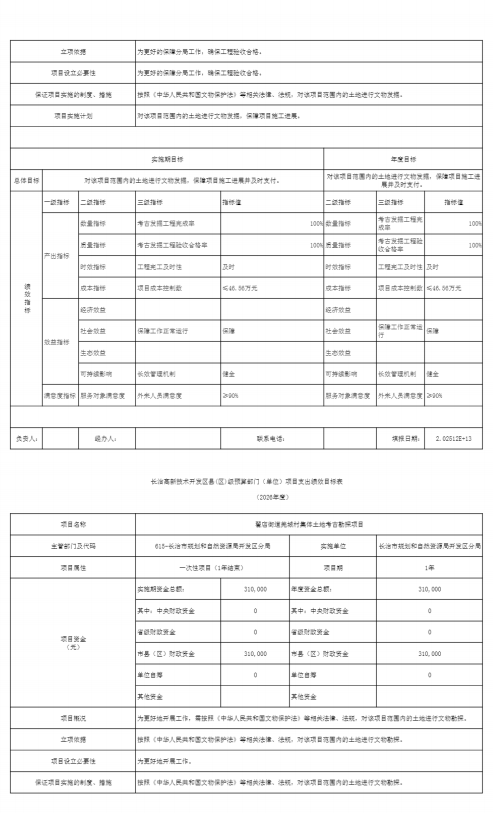 立项依据 为更好的保障分局工作，确保工程验收合格。
项目设立必要性 为更好的保障分局工作，确保工程验收合格。
保证项目实施的制度、措施 按照《中华人民共和国文物保护法》等相关法律、法规，对该项目范围内的土地进行文物发掘。
项目实施计划 对该项目范围内的土地进行文物发掘，保障项目施工进展。
实施期目标 年度目标
总体目标 对该项目范围内的土地进行文物发掘，保障项目施工进展并及时支付。 对该项目范围内的土地进行文物发掘，保障项目施工进
展并及时支付。
绩效指标 一级指标 二级指标 三级指标 指标值 二级指标 三级指标 指标值
产出指标 数量指标 考古发掘工程完成率 100% 数量指标 考古发掘工程完
成率 100%
质量指标 考古发掘工程验收合格率 100% 质量指标 考古发掘工程验
收合格率 100%
时效指标 工程完工及时性 及时 时效指标 工程完工及时性 及时
成本指标 项目成本控制数 ≤46.86万元 成本指标 项目成本控制数 ≤46.86万元
效益指标 经济效益 经济效益
社会效益 保障工作正常运行 保障 社会效益 保障工作正常运
行 保障
生态效益 生态效益
可持续影响 长效管理机制 健全 可持续影响 长效管理机制 健全
满意度指标 服务对象满意度 外来人员满意度 ≥90% 服务对象满意度 外来人员满意度 ≥90%
负责人： 经办人： 联系电话： 填报日期： 2.02512E+13
长治高新技术开发区县(区)级预算部门（单位）项目支出绩效目标表
（2026年度）
项目名称 翟店街道苑城村集体土地考古勘探项目
主管部门及代码 615-长治市规划和自然资源局开发区分局 实施单位 长治市规划和自然资源局开发区分局
项目属性 一次性项目（1年结束） 项目期 1年
项目资金
（元） 实施期资金总额： 310,000 年度资金总额： 310,000
其中：中央财政资金 0 其中：中央财政资金 0
省级财政资金 0 省级财政资金 0
市县（区）财政资金 310,000 市县（区）财政资金 310,000
单位自筹 0 单位自筹 0
其他资金 其他资金
项目概况 为更好地开展工作，需按照《中华人民共和国文物保护法》等相关法律、法规，对该项目范围内的土地进行文物勘探。
立项依据 按照《中华人民共和国文物保护法》等相关法律、法规，对该项目范围内的土地进行文物勘探。
项目设立必要性 为更好地开展工作。
保证项目实施的制度、措施 按照《中华人民共和国文物保护法》等相关法律、法规，对该项目范围内的土地进行文物勘探。